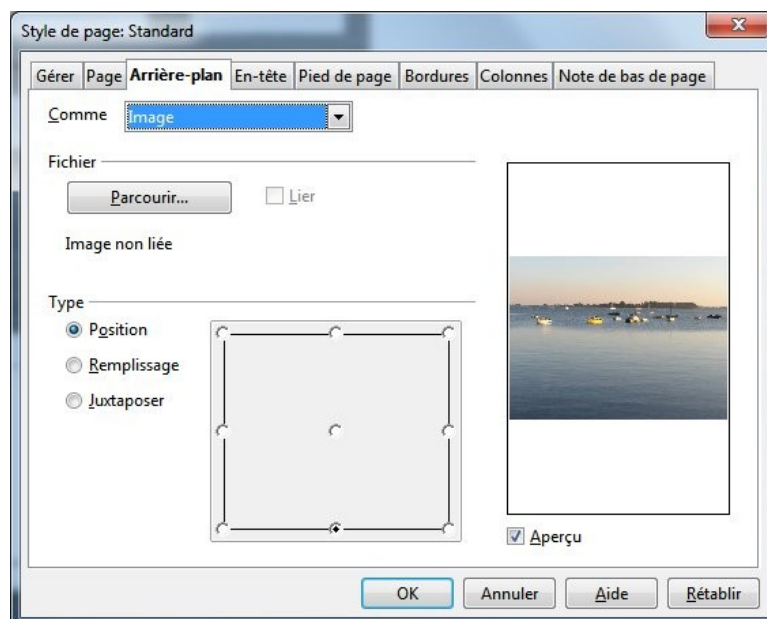 Style de page: Standard
Gérer Page Arrière-plan En-tête Pied de page Bordures Colonnes Note de bas de page
Comme Image
Fichier
Parcourir... Lier
Image non liée
Type
Position
Remplissage
Juxtaposer
Aperçu
OK Annuler Aide Rétablir